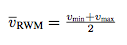 v̅_RWM = (v_min + v_max) / 2